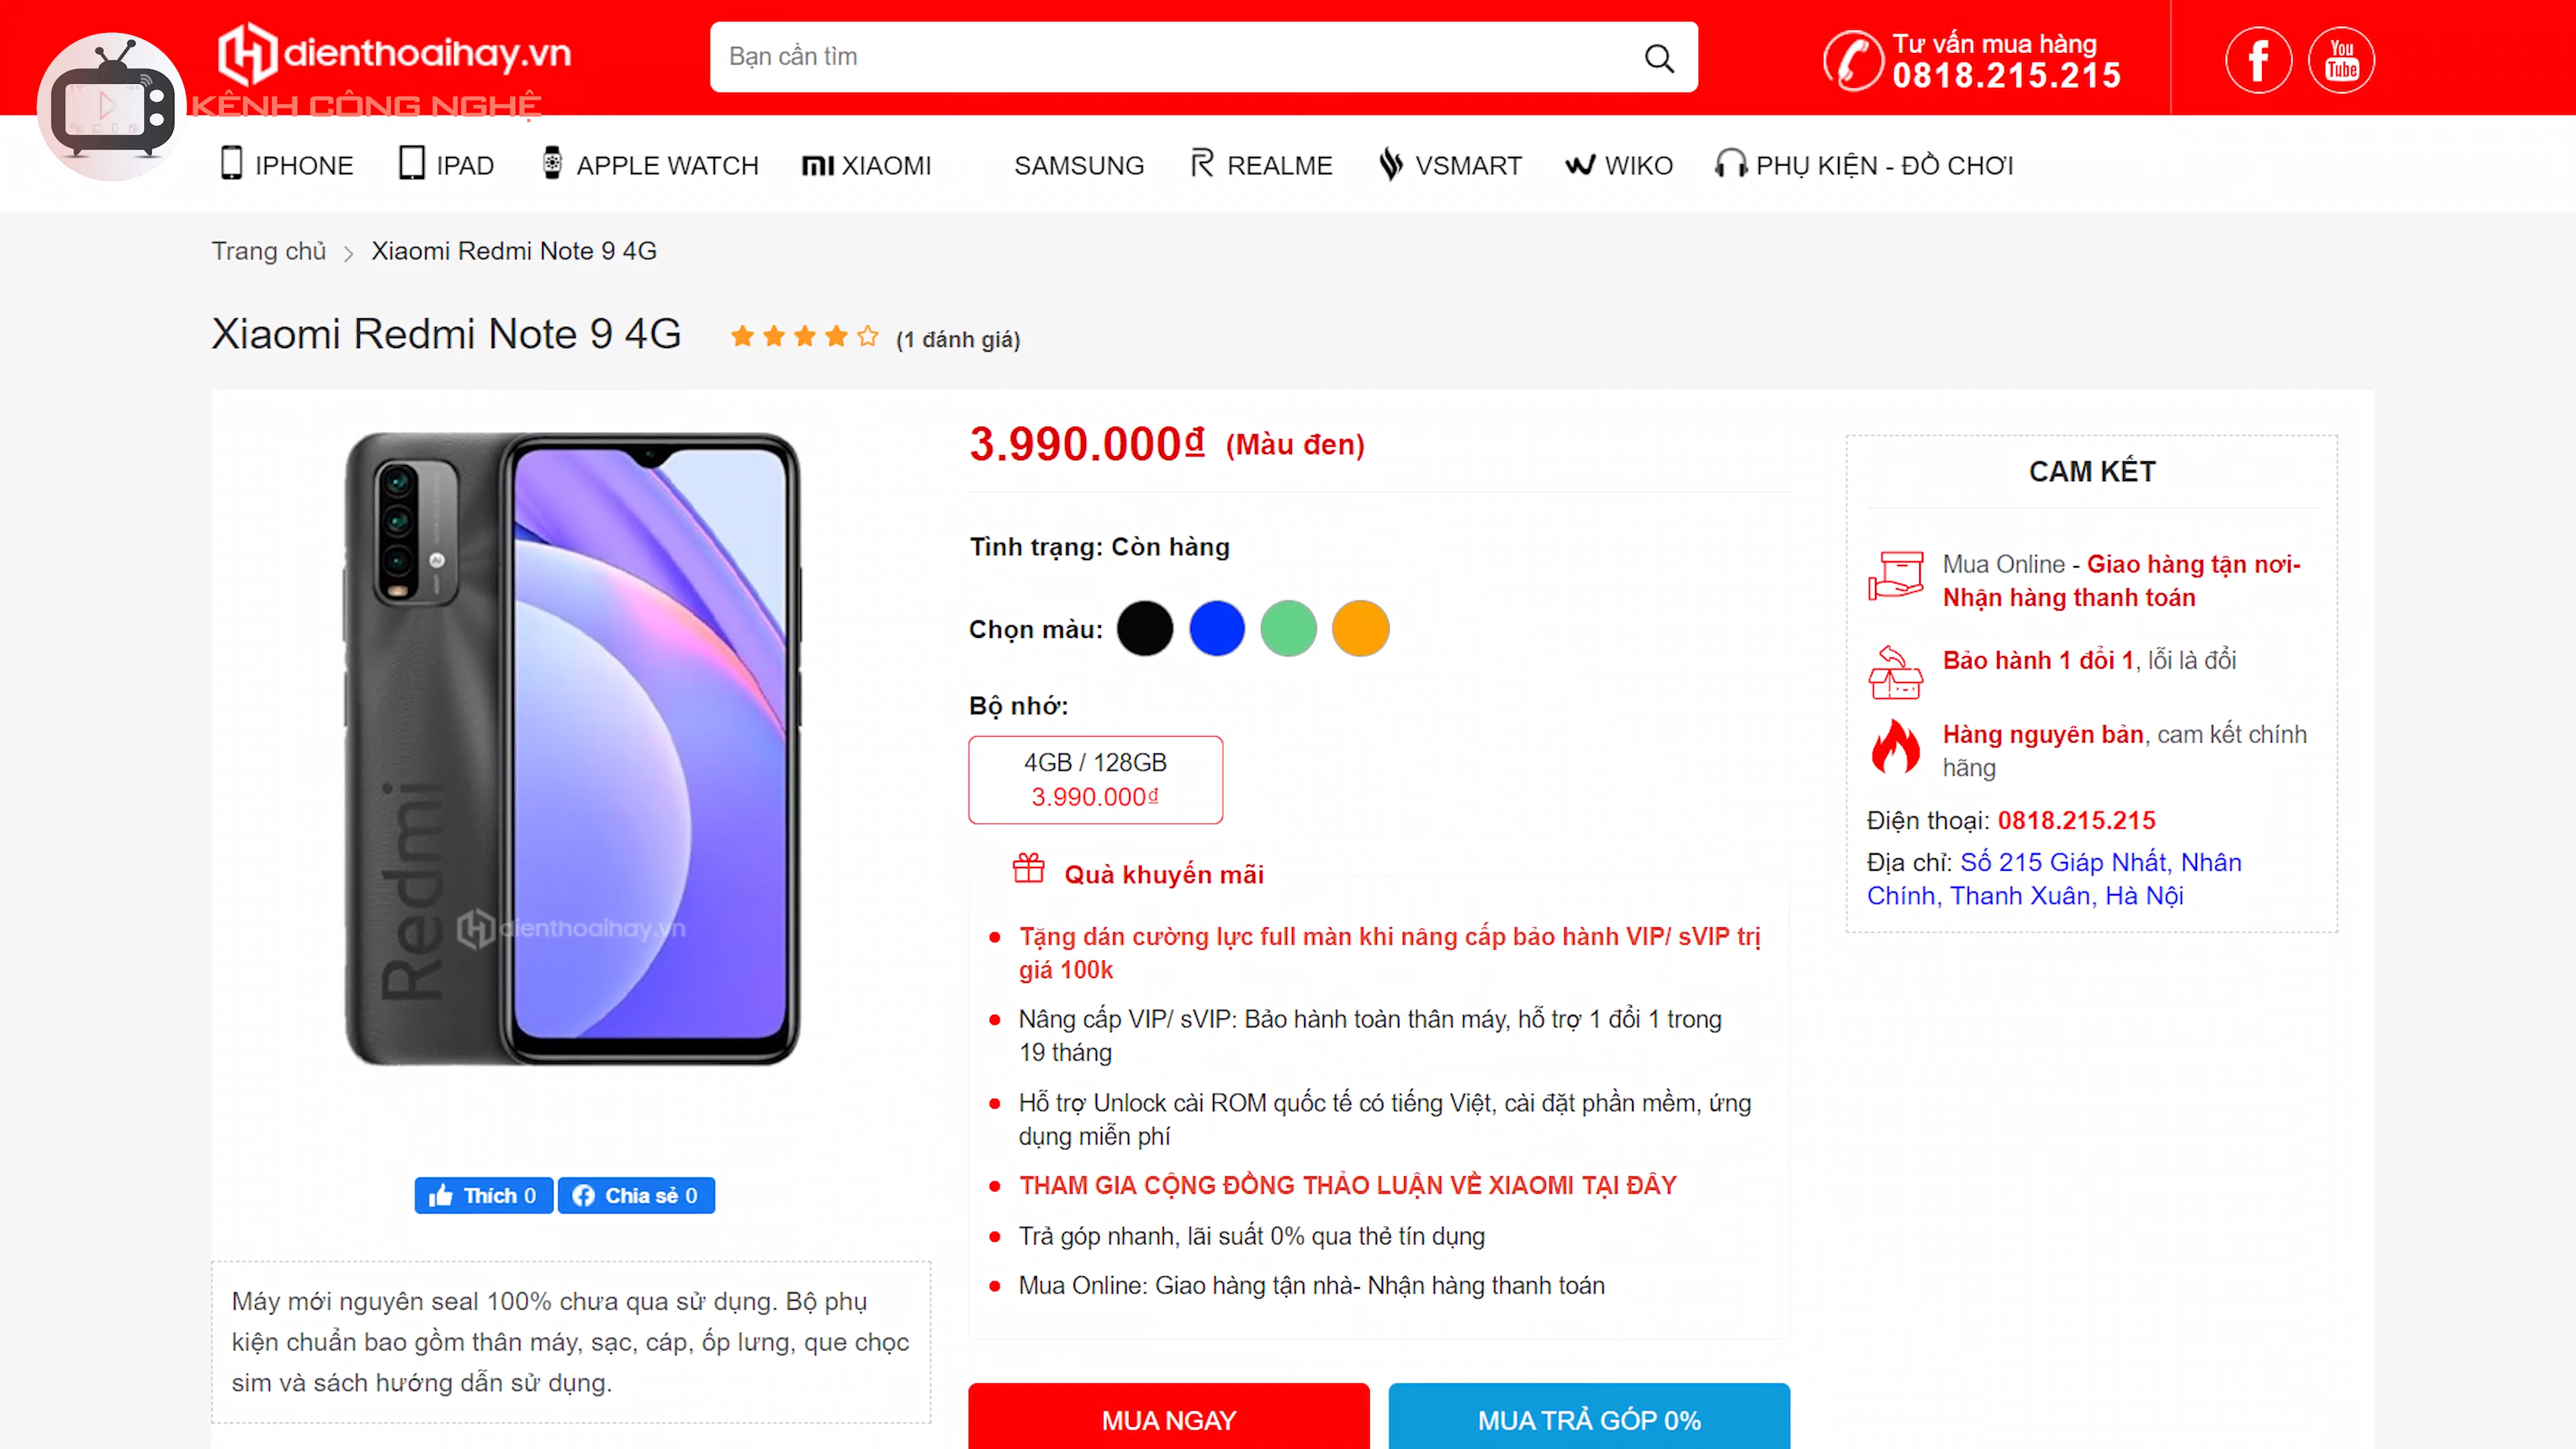 dienthoaihay.vn
Bạn cần tìm
Tư vấn mua hàng
0818.215.215
You
Tube
KÊNH CÔNG NGHỆ
IPHONE
IPAD
APPLE WATCH
XIAOMI
SAMSUNG
REALME
VSMART
WIKO
PHỤ KIỆN - ĐỒ CHƠI
Trang chủ > Xiaomi Redmi Note 9 4G
Xiaomi Redmi Note 9 4G
(1 đánh giá)
Redmi
dienthoaihay.vn
Thích 0
Chia sẻ 0
Máy mới nguyên seal 100% chưa qua sử dụng. Bộ phụ
kiện chuẩn bao gồm thân máy, sạc, cáp, ốp lưng, que chọc
sim và sách hướng dẫn sử dụng.
3.990.000₫ (Màu đen)
Tình trạng: Còn hàng
Chọn màu:
Bộ nhớ:
4GB / 128GB
3.990.000₫
Quà khuyến mãi
Tặng dán cường lực full màn khi nâng cấp bảo hành VIP/ sVIP trị
giá 100k
Nâng cấp VIP/ sVIP: Bảo hành toàn thân máy, hỗ trợ 1 đổi 1 trong
19 tháng
Hỗ trợ Unlock cài ROM quốc tế có tiếng Việt, cài đặt phần mềm, ứng
dụng miễn phí
THAM GIA CỘNG ĐỒNG THẢO LUẬN VỀ XIAOMI TẠI ĐÂY
Trả góp nhanh, lãi suất 0% qua thẻ tín dụng
Mua Online: Giao hàng tận nhà- Nhận hàng thanh toán
MUA NGAY
MUA TRẢ GÓP 0%
CAM KẾT
Mua Online - Giao hàng tận nơi-
Nhận hàng thanh toán
Bảo hành 1 đổi 1, lỗi là đổi
Hàng nguyên bản, cam kết chính
hãng
Điện thoại: 0818.215.215
Địa chỉ: Số 215 Giáp Nhất, Nhân
Chính, Thanh Xuân, Hà Nội